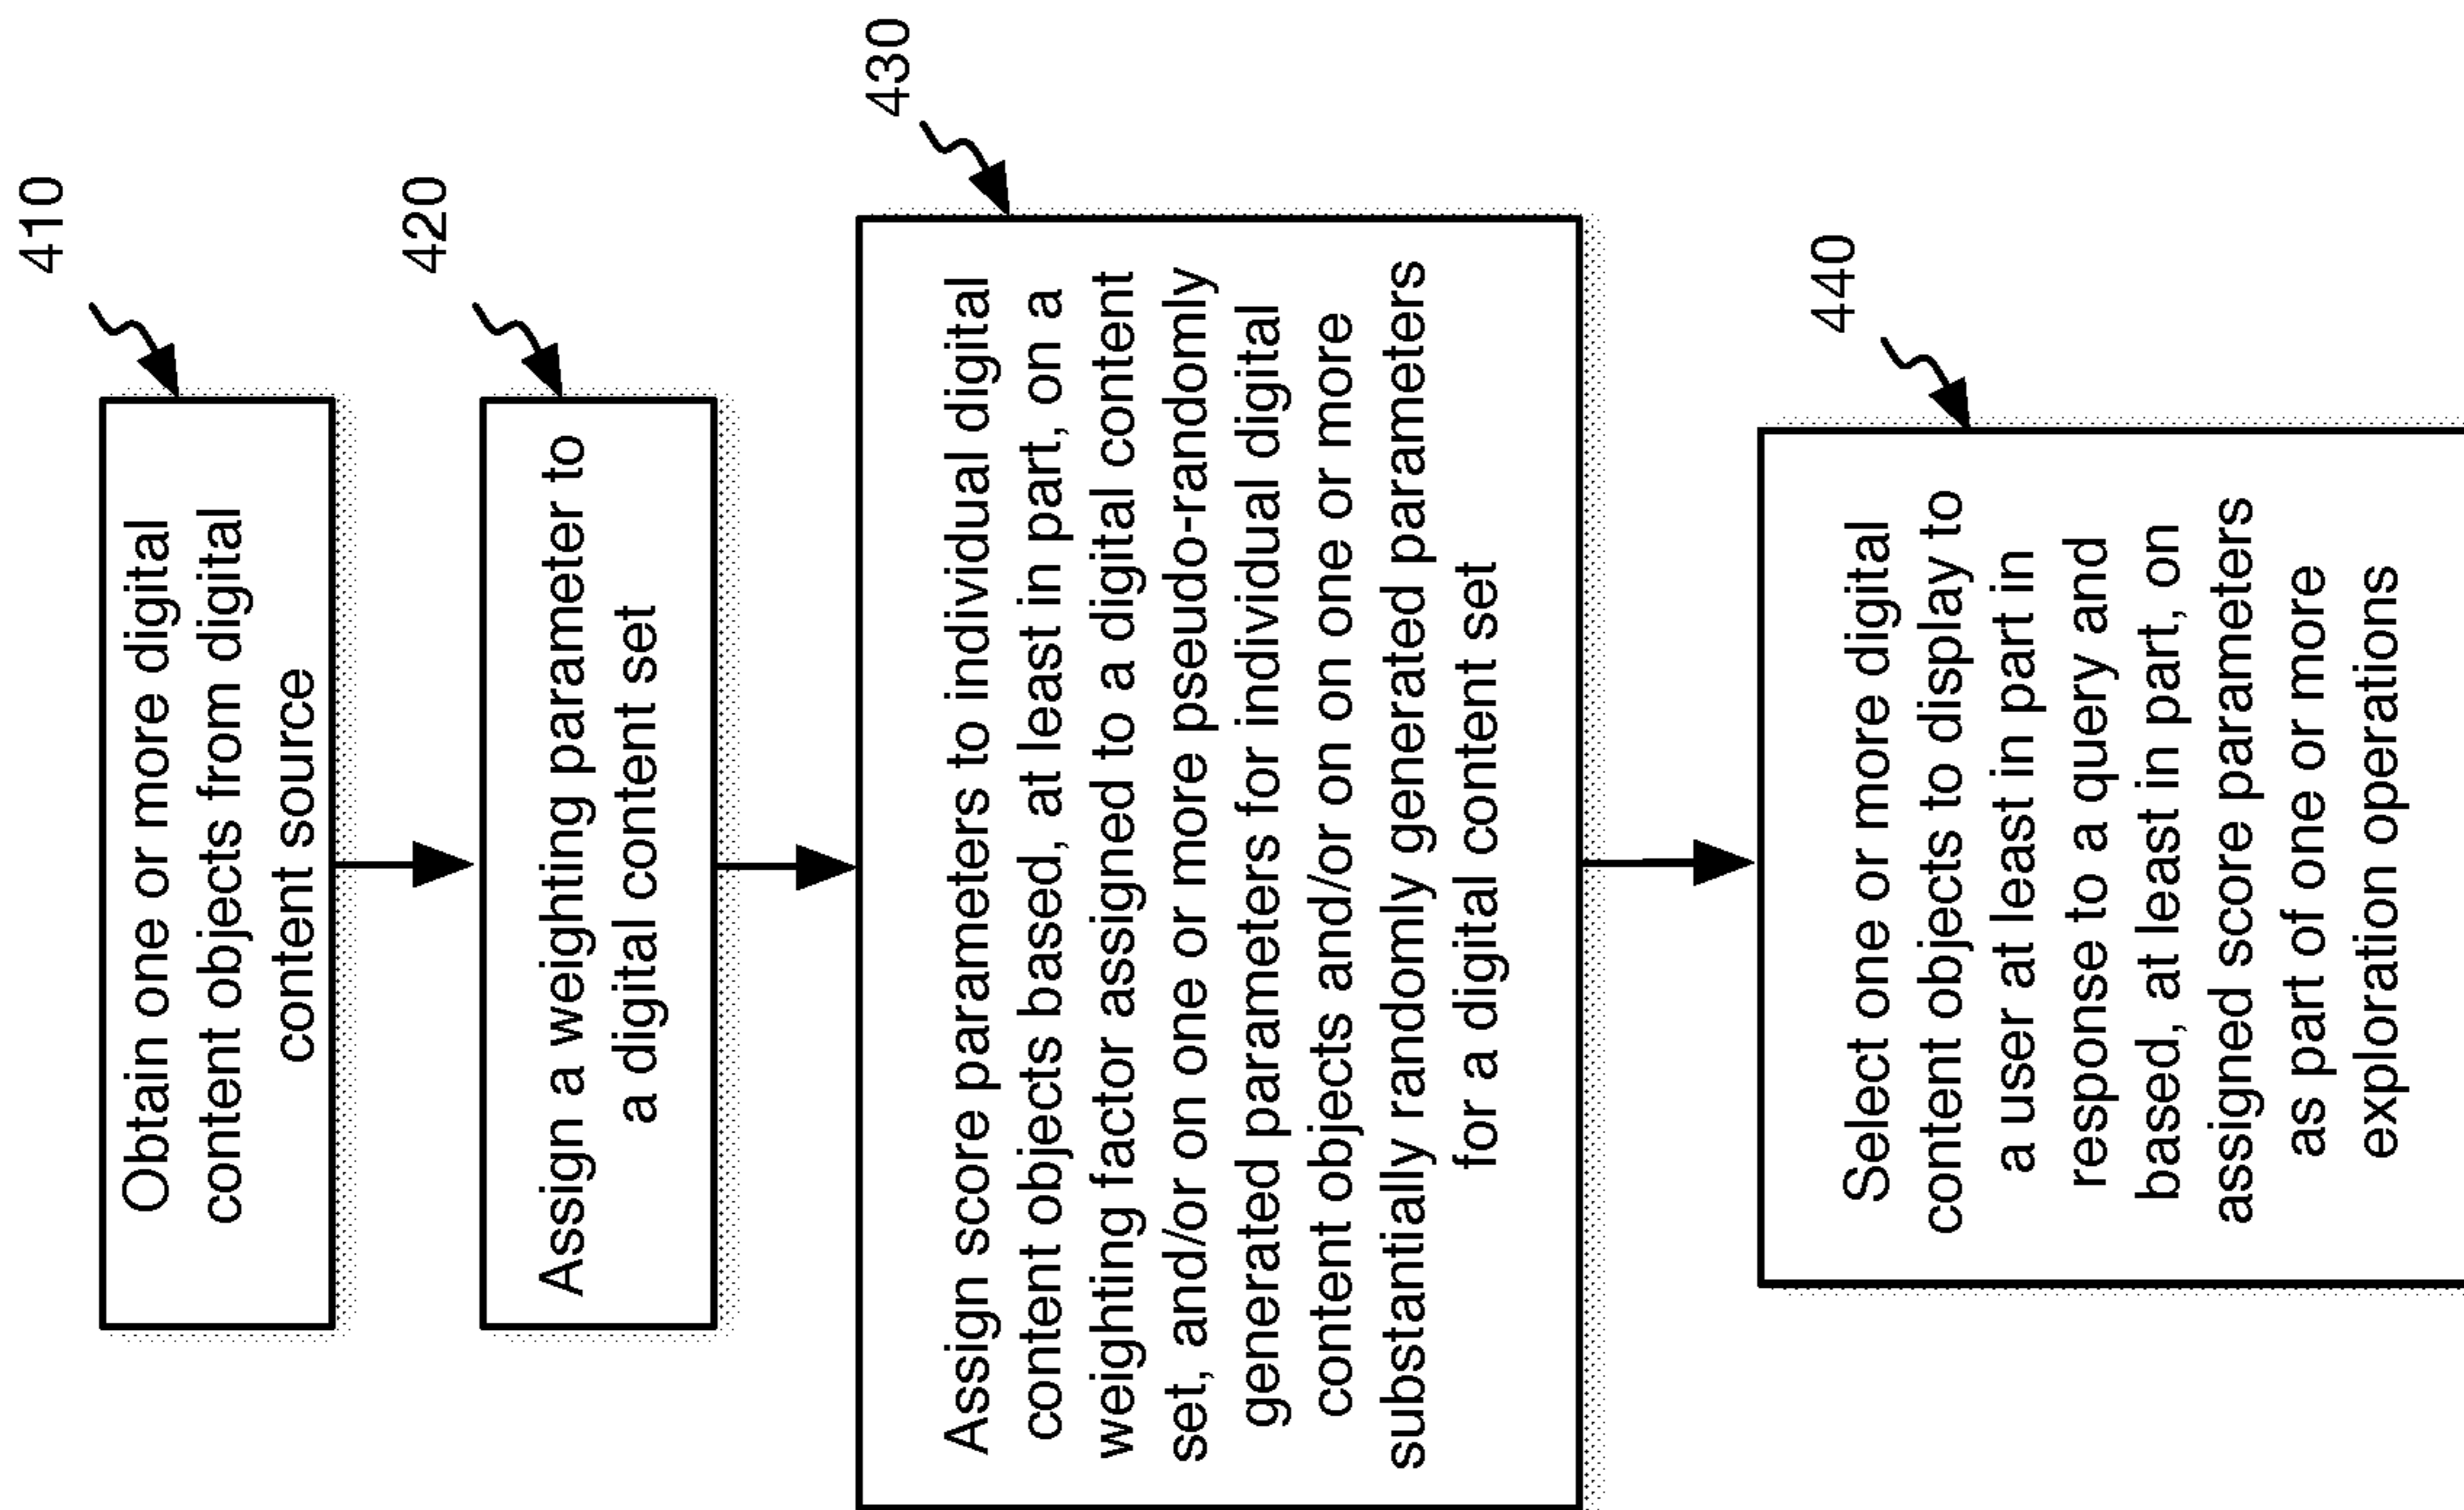 410
Obtain one or more digital
content objects from digital
content source
420
Assign a weighting parameter to
a digital content set
430
Assign score parameters to individual digital
content objects based, at least in part, on a
weighting factor assigned to a digital content
set, and/or on one or more pseudo-randomly
generated parameters for individual digital
content objects and/or on on one or more
substantially randomly generated parameters
for a digital content set
440
Select one or more digital
content objects to display to
a user at least in part in
response to a query and
based, at least in part, on
assigned score parameters
as part of one or more
exploration operations